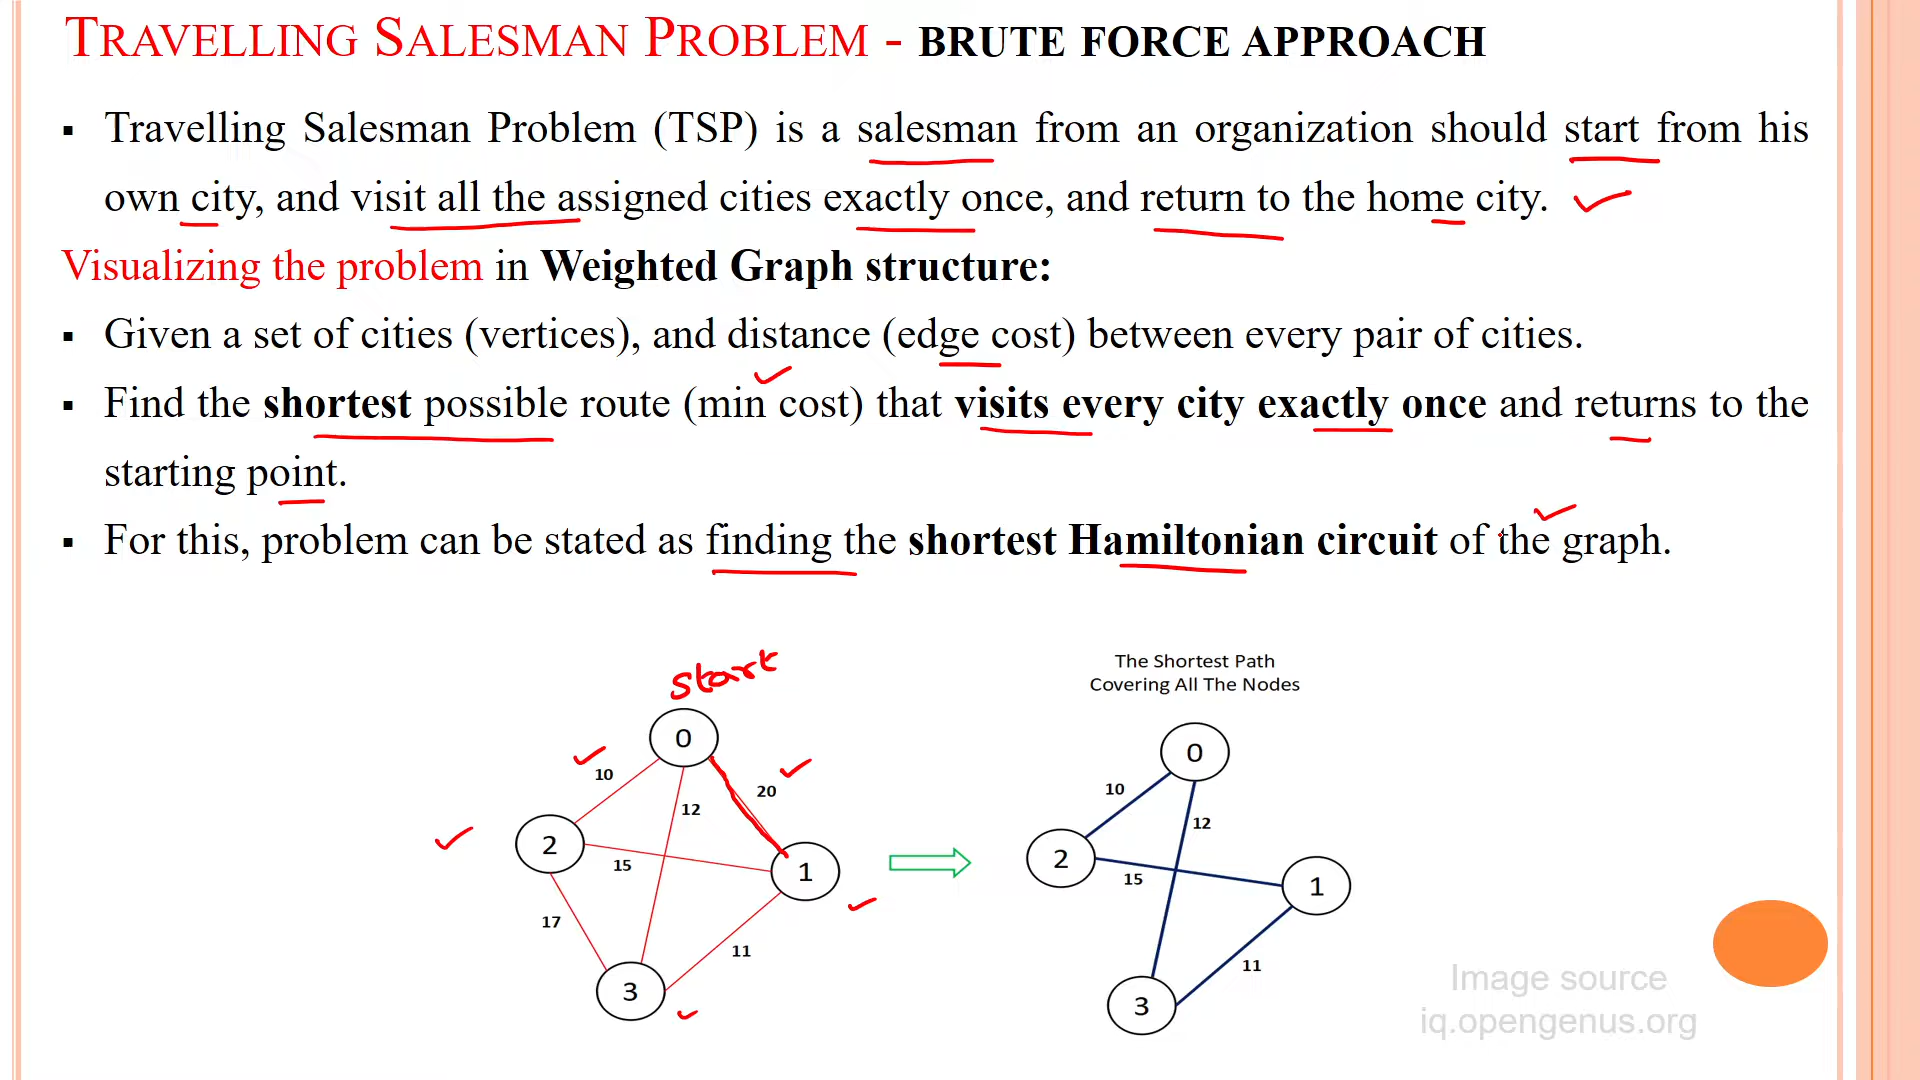 TRAVELLING SALESMAN PROBLEM - BRUTE FORCE APPROACH
▪ Travelling Salesman Problem (TSP) is a salesman from an organization should start from his
own city, and visit all the assigned cities exactly once, and return to the home city.
Visualizing the problem in Weighted Graph structure:
▪ Given a set of cities (vertices), and distance (edge cost) between every pair of cities.
▪ Find the shortest possible route (min cost) that visits every city exactly once and returns to the
starting point.
▪ For this, problem can be stated as finding the shortest Hamiltonian circuit of the graph.
start
0
10
20
12
2
15
1
17
11
3
The Shortest Path
Covering All The Nodes
0
10
12
2
15
1
11
3
Image source
iq.opengenus.org